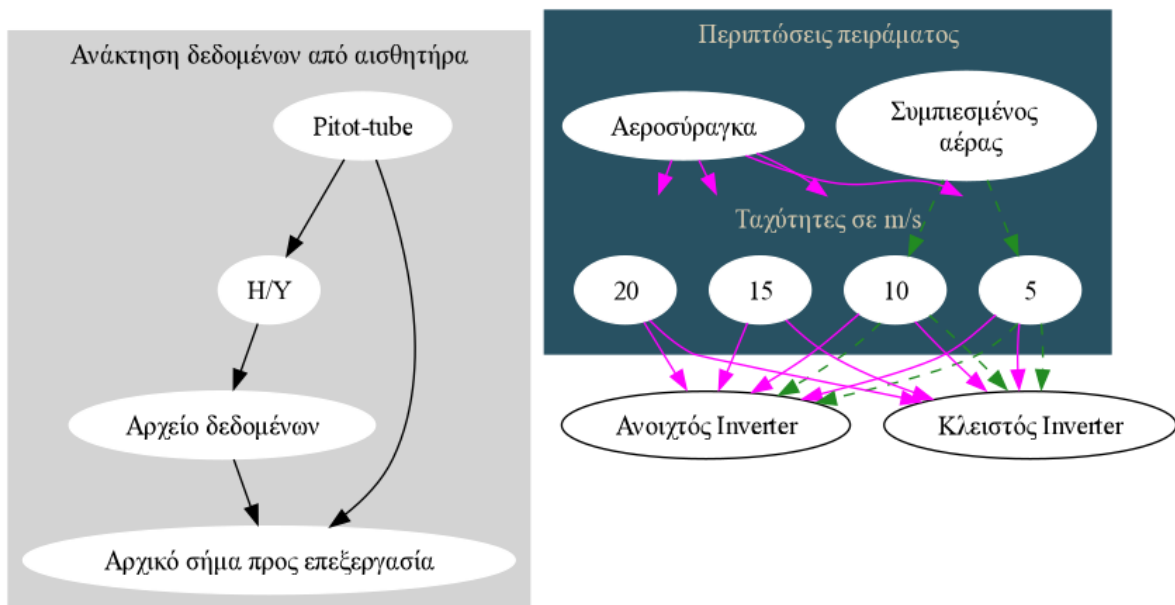 Ανάκτηση δεδομένων από αισθητήρα
Pitot-tube
Η/Υ
Αρχείο δεδομένων
Αρχικό σήμα προς επεξεργασία
Περιπτώσεις πειράματος
Αεροσύραγκα
Συμπιεσμένος
αέρας
Ταχύτητες σε m/s
20
15
10
5
Ανοιχτός Inverter
Κλειστός Inverter